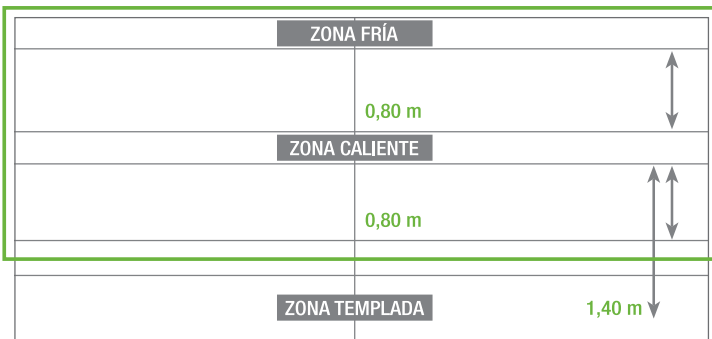 ZONA FRÍA
0,80 m
ZONA CALIENTE
0,80 m
ZONA TEMPLADA
1,40 m